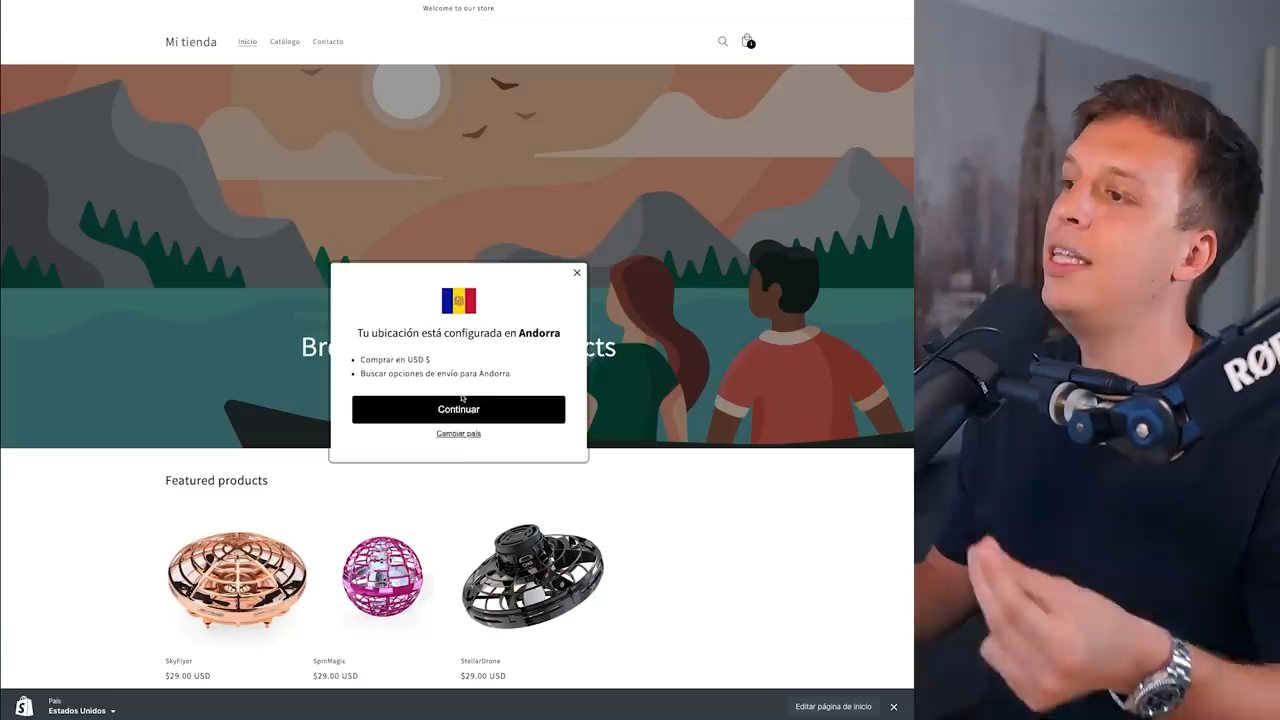 Welcome to our store
Mi tienda
Inicio
Catálogo
Contacto
1
Tu ubicación está configurada en Andorra
Comprar en USD $
Buscar opciones de envío para Andorra
Continuar
Cambiar país
Featured products
SkyFlyer
$29.00 USD
SpinMagic
$29.00 USD
StellarDrone
$29.00 USD
País
Estados Unidos
Editar página de inicio